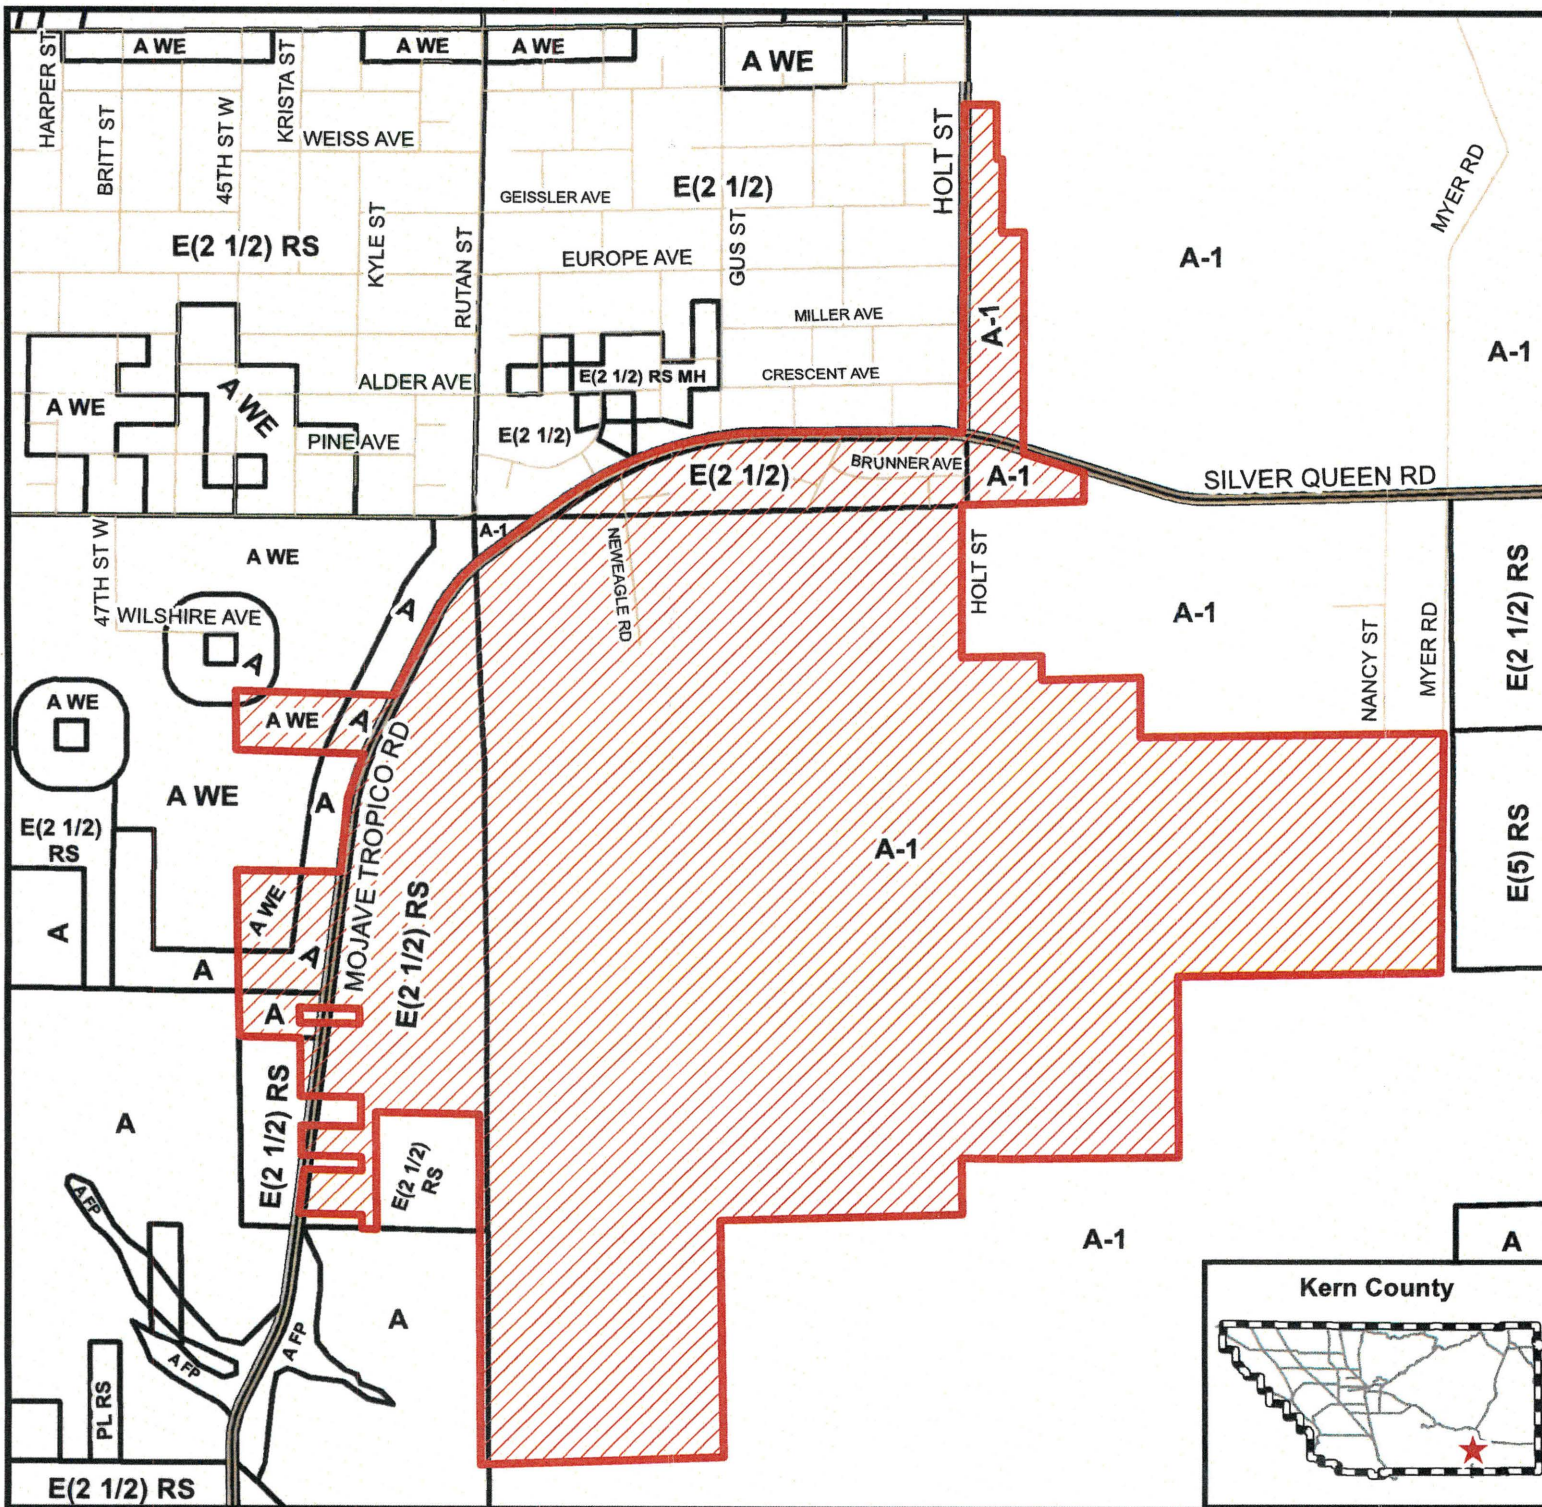 A WE
A WE
A WE
A WE
HARPER ST
KRISTA ST
BRITT ST
45TH ST W
WEISS AVE
HOLT ST
MYER RD
GEISSLER AVE
E(2 1/2)
E(2 1/2) RS
KYLE ST
RUTAN ST
EUROPE AVE
GUS ST
A-1
MILLER AVE
A-1
A-1
ALDER AVE
E(2 1/2) RS MH
CRESCENT AVE
A WE
A WE
PINE AVE
E(2 1/2)
E(2 1/2)
BRUNNER AVE
A-1
SILVER QUEEN RD
A-1
47TH ST W
A WE
NEWEAGLE RD
HOLT ST
E(2 1/2) RS
WILSHIRE AVE
A
A
A-1
NANCY ST
MYER RD
A WE
A WE
A
MOJAVE TROPICO RD
A WE
A
E(2 1/2)
RS
A-1
E(5) RS
A WE
E(2 1/2) RS
A
A
A
A
E(2 1/2) RS
A
E(2 1/2)
RS
A FP
A-1
A
A
A FP
A FP
PL RS
E(2 1/2) RS
Kern County